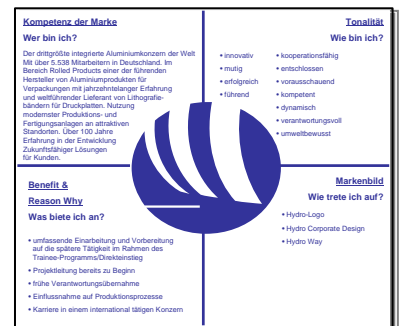 Kompetenz der Marke
Wer bin ich?
Der drittgrößte integrierte Aluminiumkonzern der Welt
Mit über 5.538 Mitarbeitern in Deutschland. Im
Bereich Rolled Products einer der führenden
Hersteller von Aluminiumprodukten für
Verpackungen mit jahrzehntelanger Erfahrung
und weltführender Lieferant von Lithografie-
bändern für Druckplatten. Nutzung
modernster Produktions- und
Fertigungsanlagen an attraktiven
Standorten. Über 100 Jahre
Erfahrung in der Entwicklung
Zukunftsfähiger Lösungen
für Kunden.
Tonalität
Wie bin ich?
• innovativ
• mutig
• erfolgreich
• führend
• kooperationsfähig
• entschlossen
• vorausschauend
• kompetent
• dynamisch
• verantwortungsvoll
• umweltbewusst
Benefit &
Reason Why
Was biete ich an?
• umfassende Einarbeitung und Vorbereitung
auf die spätere Tätigkeit im Rahmen des
Trainee-Programms/Direkteinstieg
• Projektleitung bereits zu Beginn
• frühe Verantwortungsübernahme
• Einflussnahme auf Produktionsprozesse
• Karriere in einem international tätigen Konzern
Markenbild
Wie trete ich auf?
• Hydro-Logo
• Hydro Corporate Design
• Hydro Way